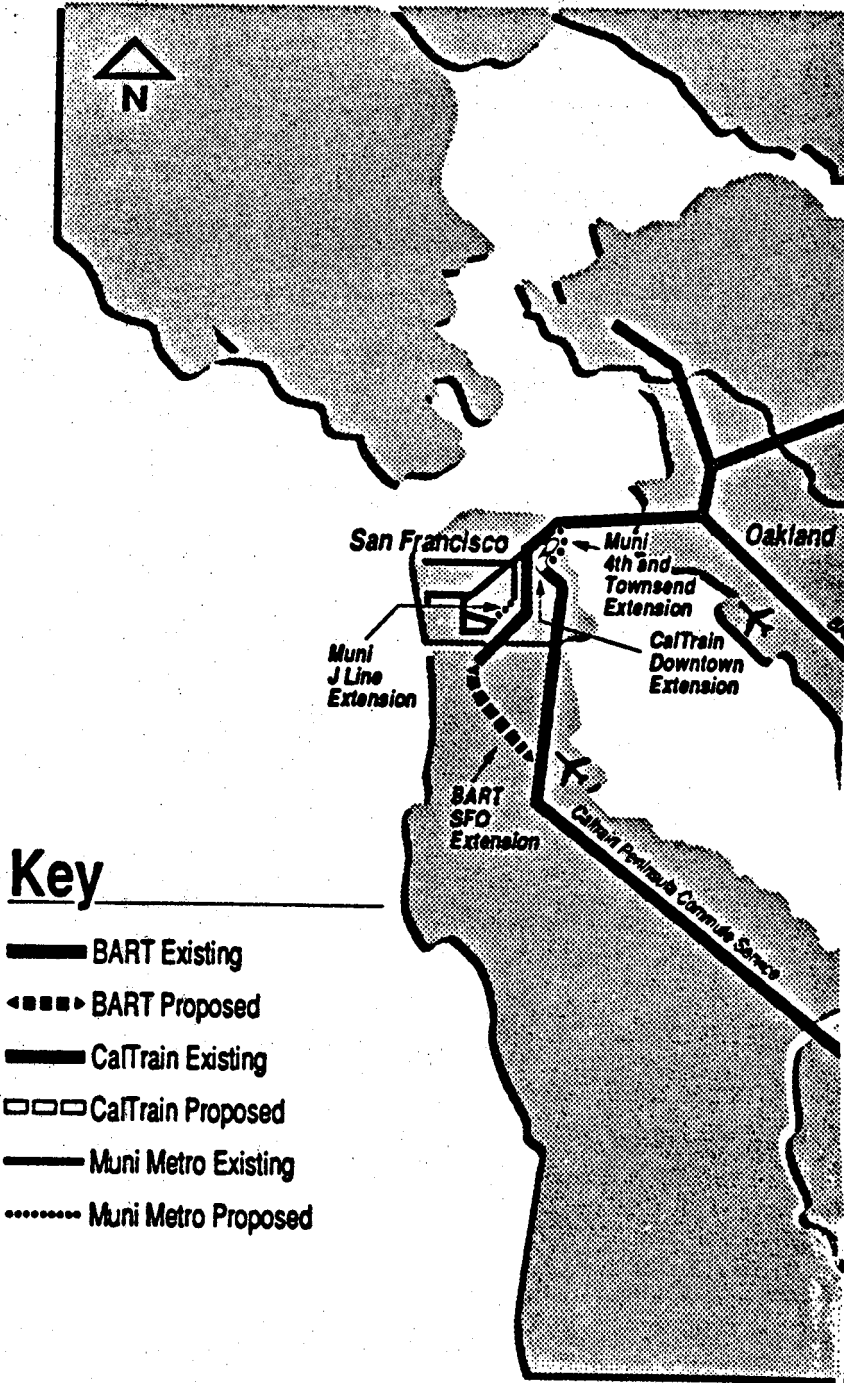 N
San Francisco
Muni
4th and
Townsend
Extension
Oakland
CalTrain
Downtown
Extension
Muni
J Line
Extension
BART
SFO
Extension
Caltrain Peninsula Commute Service
Key
BART Existing
BART Proposed
CalTrain Existing
CalTrain Proposed
Muni Metro Existing
Muni Metro Proposed